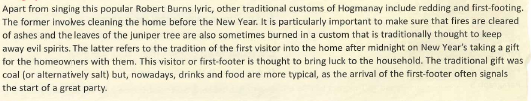 Apart from singing this popular Robert Burns lyric, other traditional customs of Hogmanay include redding and first-footing.
The former invokes cleaning the home before the New Year. It is particularly important to make sure that fires are cleared
of ashes and the leaves of the juniper tree are also sometimes burned in a custom that is traditionally thought to keep
away evil spirits. The latter refers to the tradition of the first visitor into the home after midnight on New Year's taking a gift
for the homeowners with them. This visitor or first-footer is thought to bring luck to the household. The traditional gift was
coal (or alternatively salt) but, nowadays, drinks and food are more typical, as the arrival of the first-footer often signals
the start of a great party.